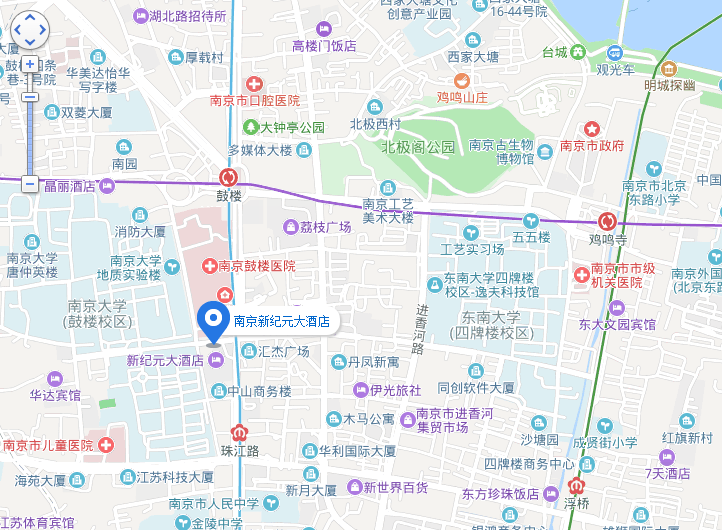 西家大塘文化
创意产业园
西家大塘
16-44号院
湖北路招待所
高楼门饭店
西家大塘
台城
观光车
厚载村
华美达怡华
写字楼
明城探幽
鸡鸣山庄
南京市口腔医院
双菱大厦
北极西村
大钟亭公园
北极阁公园
南京古生物
博物馆
南京市政府
多媒体大楼
南园
南京市北京
东路小学
晶丽酒店
鼓楼
南京工艺
美术大楼
消防大厦
荔枝广场
工艺实习场
五五楼
鸡鸣寺
南京大学
唐仲英楼
南京大学
地质实验楼
南京鼓楼医院
南京市市级
机关医院
南京外国
(北京东路
东南大学四牌楼
校区-逸夫科技馆
南京大学
(鼓楼校区)
南京新纪元大酒店
进香河路
东南大学
(四牌楼校区)
东大文园宾馆
新纪元大酒店
汇杰广场
丹凤新寓
华达宾馆
中山商务楼
伊光旅社
同创软件大厦
木马公寓
南京市进香河
集贸市场
沙塘园
成贤街小学
红旗新村
南京市儿童医院
珠江路
华利国际大厦
四牌楼商务中心
7天酒店
海苑大厦
江苏科技大厦
新月大厦
新世界百货
东方珍珠饭店
浮桥
南京市人民中学
江苏体育宾馆
金陵中学